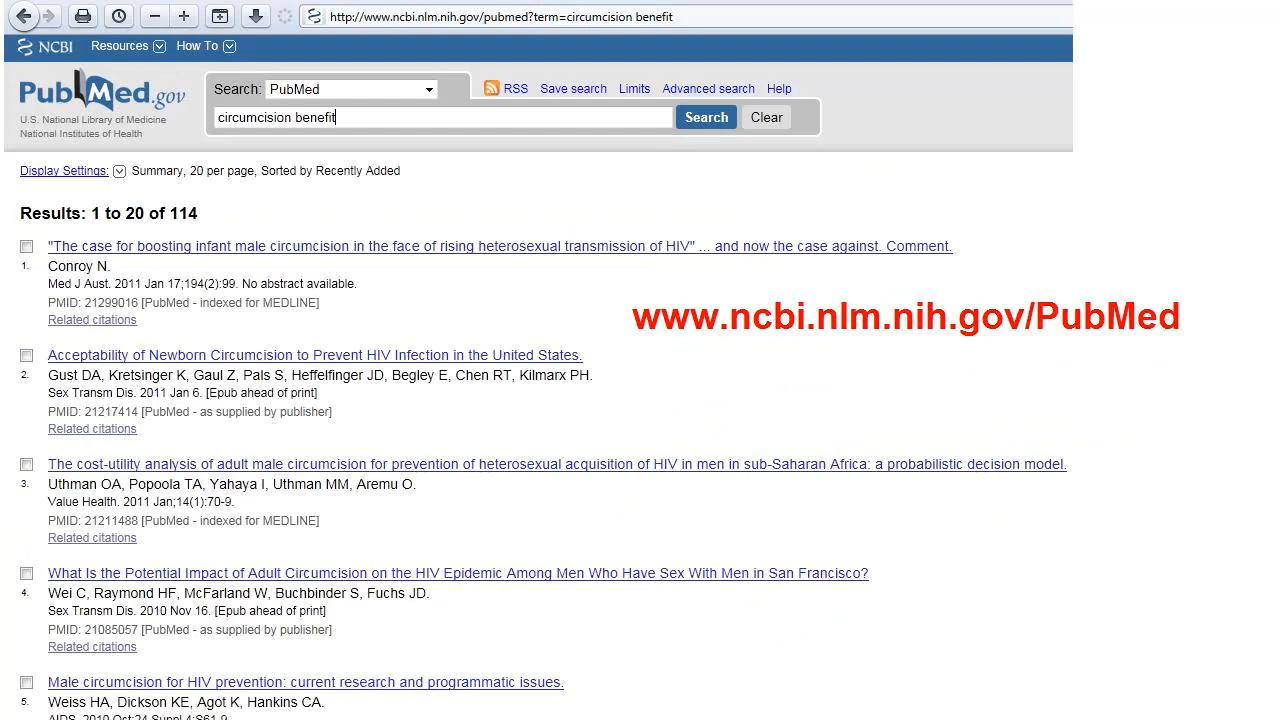 http://www.ncbi.nlm.nih.gov/pubmed?term=circumcision benefit
NCBI Resources How To
PubMed.gov
U.S. National Library of Medicine
National Institutes of Health
Search: PubMed
RSS Save search Limits Advanced search Help
circumcision benefit
Search Clear
Display Settings: Summary, 20 per page, Sorted by Recently Added
Results: 1 to 20 of 114
"The case for boosting infant male circumcision in the face of rising heterosexual transmission of HIV" ... and now the case against. Comment.
1. Conroy N.
Med J Aust. 2011 Jan 17;194(2):99. No abstract available.
PMID: 21299016 [PubMed - indexed for MEDLINE]
Related citations
www.ncbi.nlm.nih.gov/PubMed
Acceptability of Newborn Circumcision to Prevent HIV Infection in the United States.
2. Gust DA, Kretsinger K, Gaul Z, Pals S, Heffelfinger JD, Begley E, Chen RT, Kilmarx PH.
Sex Transm Dis. 2011 Jan 6. [Epub ahead of print]
PMID: 21217414 [PubMed - as supplied by publisher]
Related citations
The cost-utility analysis of adult male circumcision for prevention of heterosexual acquisition of HIV in men in sub-Saharan Africa: a probabilistic decision model.
3. Uthman OA, Popoola TA, Yahaya I, Uthman MM, Aremu O.
Value Health. 2011 Jan;14(1):70-9.
PMID: 21211488 [PubMed - indexed for MEDLINE]
Related citations
What Is the Potential Impact of Adult Circumcision on the HIV Epidemic Among Men Who Have Sex With Men in San Francisco?
4. Wei C, Raymond HF, McFarland W, Buchbinder S, Fuchs JD.
Sex Transm Dis. 2010 Nov 16. [Epub ahead of print]
PMID: 21085057 [PubMed - as supplied by publisher]
Related citations
Male circumcision for HIV prevention: current research and programmatic issues.
5. Weiss HA, Dickson KE, Agot K, Hankins CA.
AIDS. 2010 Oct;24 Suppl 4:S61-9.